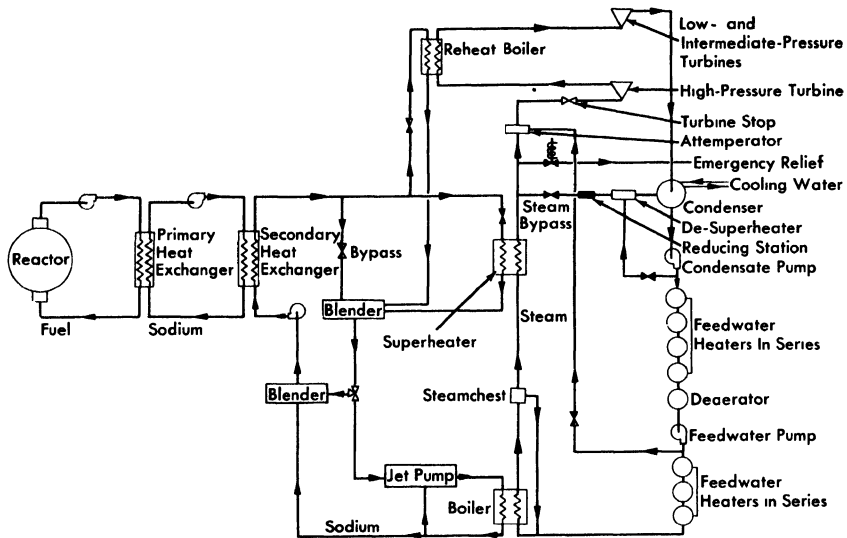 Low- and
Intermediate-Pressure
Turbines
Reheat Boiler
High-Pressure Turbine
Turbine Stop
Attemperator
Emergency Relief
Cooling Water
Condenser
Steam
Bypass
De-Superheater
Reducing Station
Condensate Pump
Primary
Heat
Exchanger
Secondary
Heat
Exchanger
Bypass
Reactor
Fuel
Sodium
Blender
Superheater
Steam
Feedwater
Heaters In Series
Blender
Steamchest
Deaerator
Feedwater Pump
Jet Pump
Boiler
Feedwater
Heaters in Series
Sodium